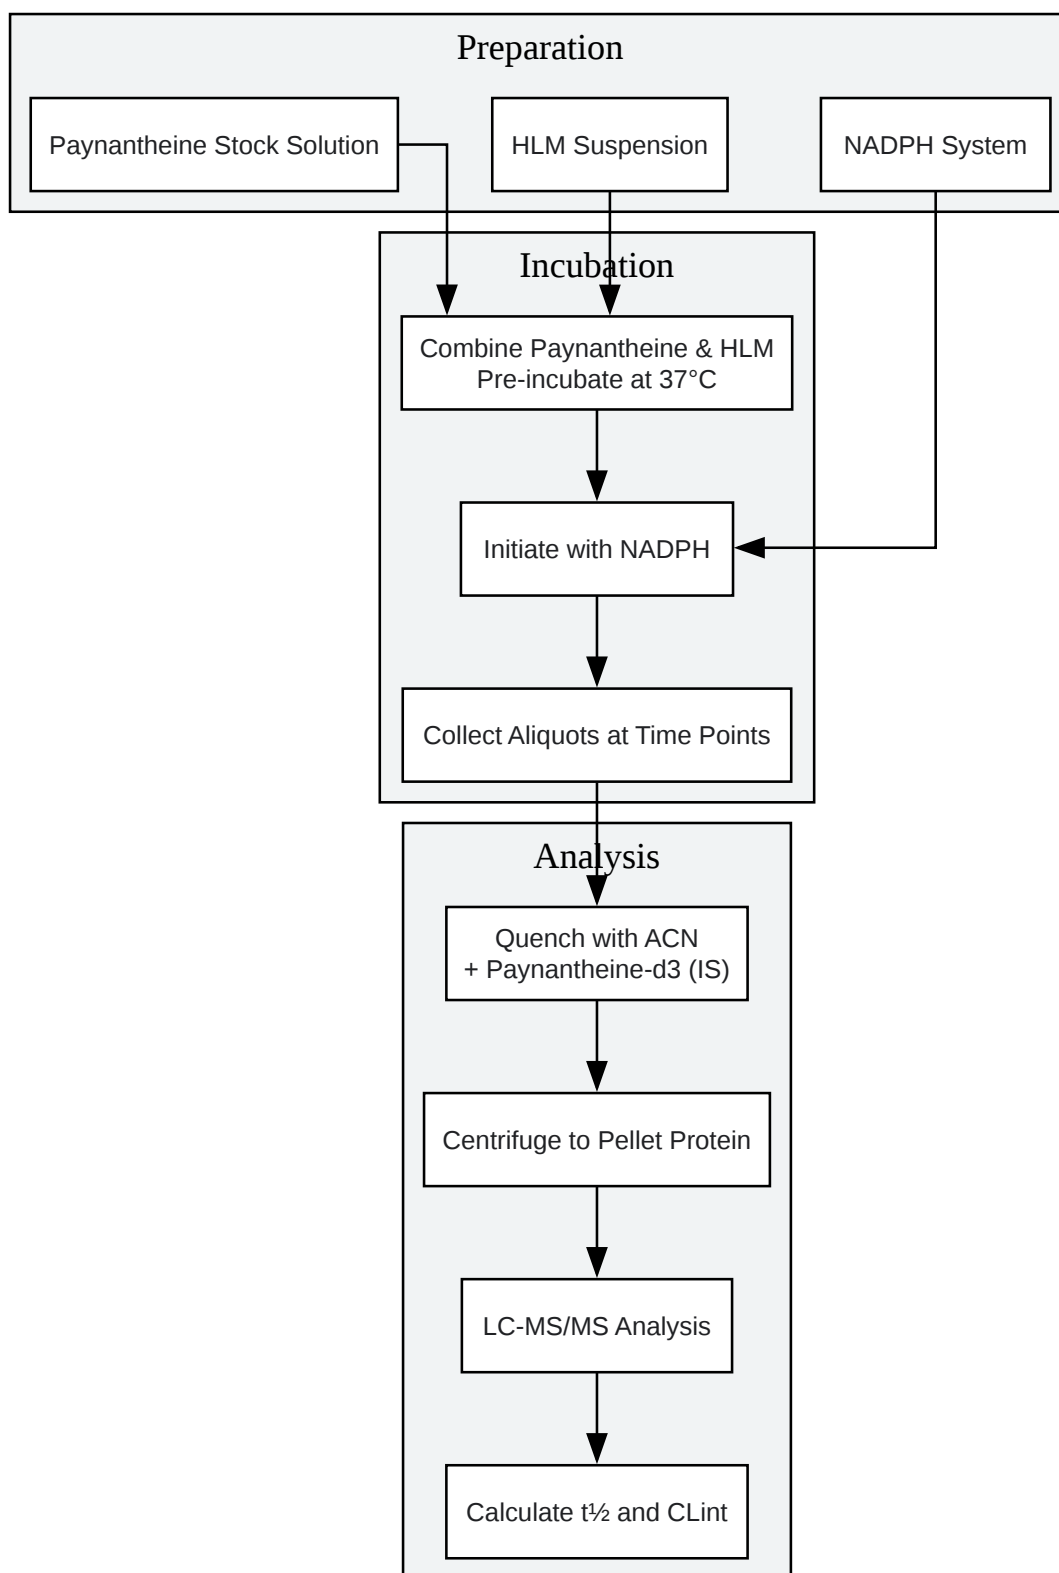 Preparation
Paynantheine Stock Solution
HLM Suspension
NADPH System
Incubation
Combine Paynantheine & HLM
Pre-incubate at 37°C
Initiate with NADPH
Collect Aliquots at Time Points
Analysis
Quench with ACN
+ Paynantheine-d3 (IS)
Centrifuge to Pellet Protein
LC-MS/MS Analysis
Calculate t½ and CLint